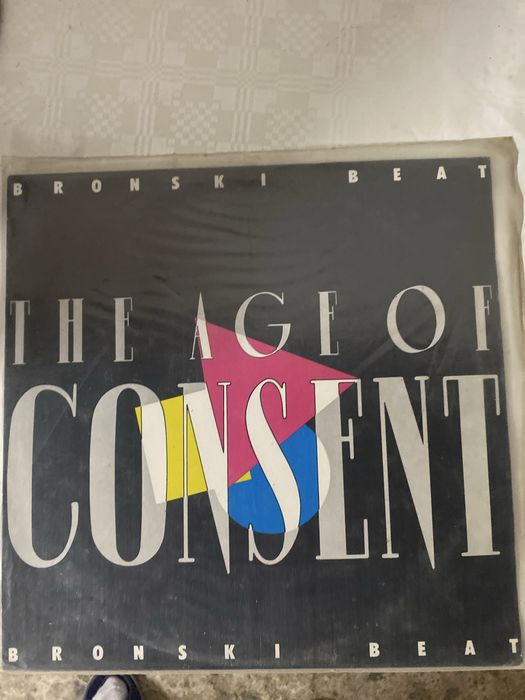 BRONSKI BEAT
THE AGE OF
CONSENT
BRONSKI BEAT